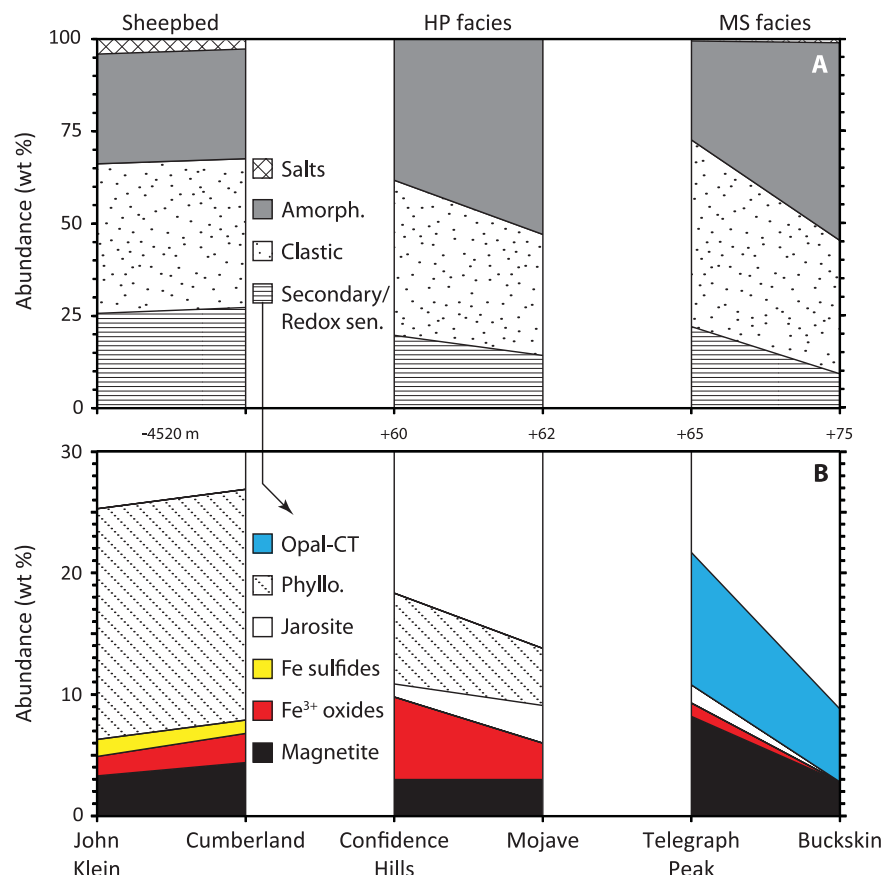 Sheepbed HP facies MS facies
A
100
75
50
25
0
Abundance (wt %)
Salts
Amorph.
Clastic
Secondary/
Redox sen.
-4520 m +60 +62 +65 +75
B
30
20
10
0
Abundance (wt %)
Opal-CT
Phyllo.
Jarosite
Fe sulfides
Fe³⁺ oxides
Magnetite
John
Klein
Cumberland
Confidence
Hills
Mojave
Telegraph
Peak
Buckskin